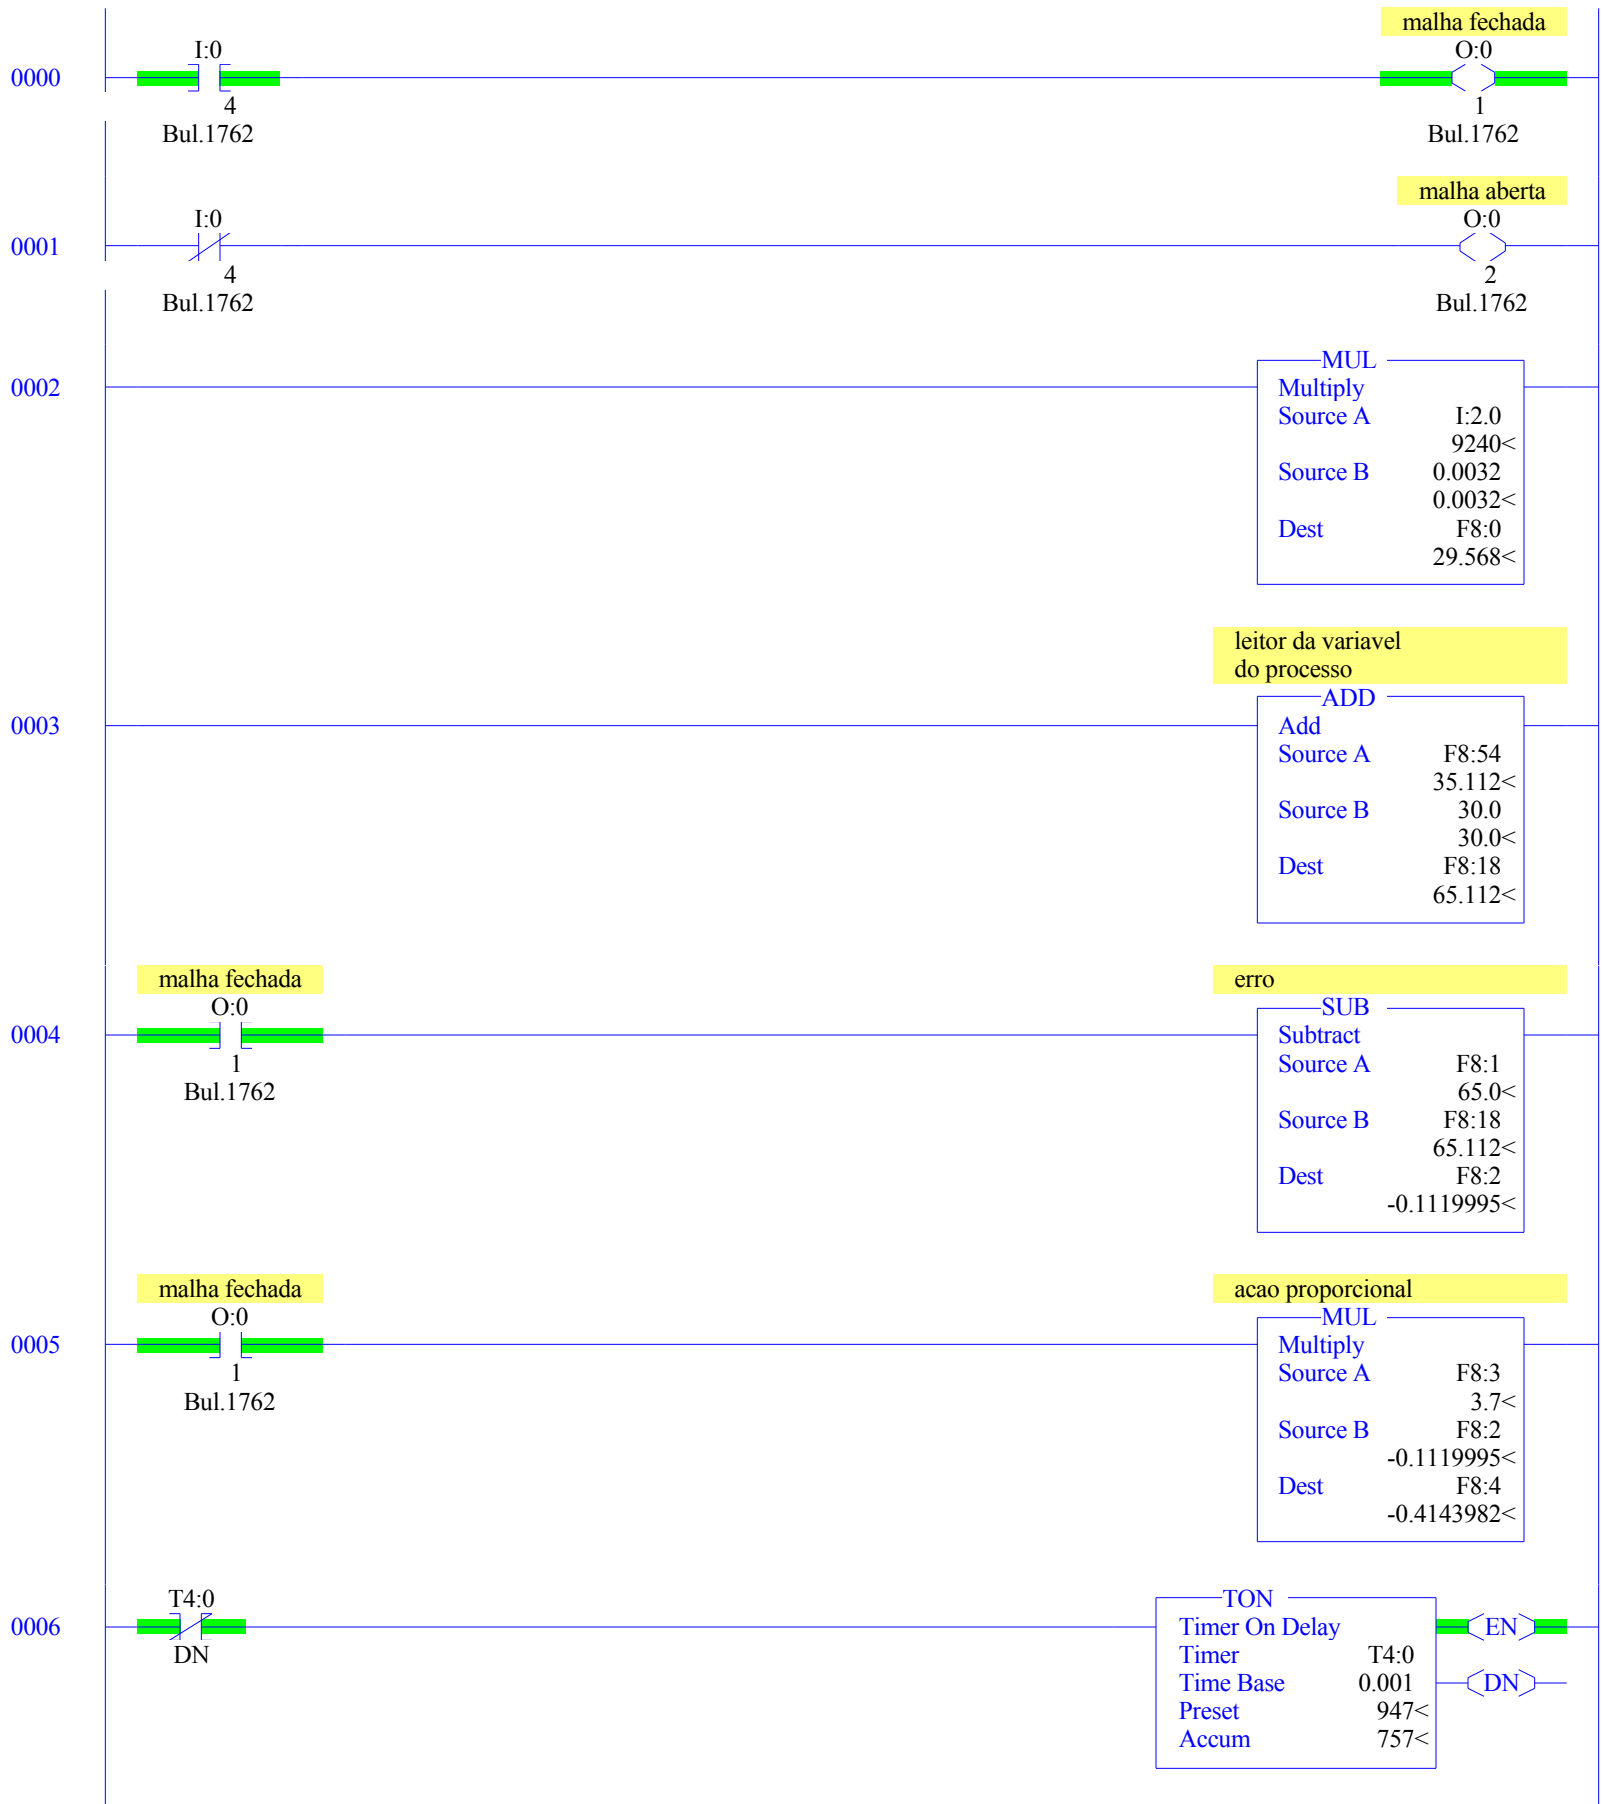 malha fechada
I:0
O:0
0000
4
1
Bul.1762
Bul.1762
malha aberta
I:0
O:0
0001
4
2
Bul.1762
Bul.1762
MUL
0002
Multiply
Source A I:2.0
9240<
Source B 0.0032
0.0032<
Dest F8:0
29.568<
leitor da variavel
do processo
ADD
0003
Add
Source A F8:54
35.112<
Source B 30.0
30.0<
Dest F8:18
65.112<
malha fechada
erro
O:0
SUB
0004
Subtract
1
Source A F8:1
Bul.1762
65.0<
Source B F8:18
65.112<
Dest F8:2
-0.1119995<
malha fechada
acao proporcional
O:0
MUL
0005
Multiply
1
Source A F8:3
Bul.1762
3.7<
Source B F8:2
-0.1119995<
Dest F8:4
-0.4143982<
T4:0
TON
0006
Timer On Delay
EN
DN
Timer T4:0
Time Base 0.001
DN
Preset 947<
Accum 757<